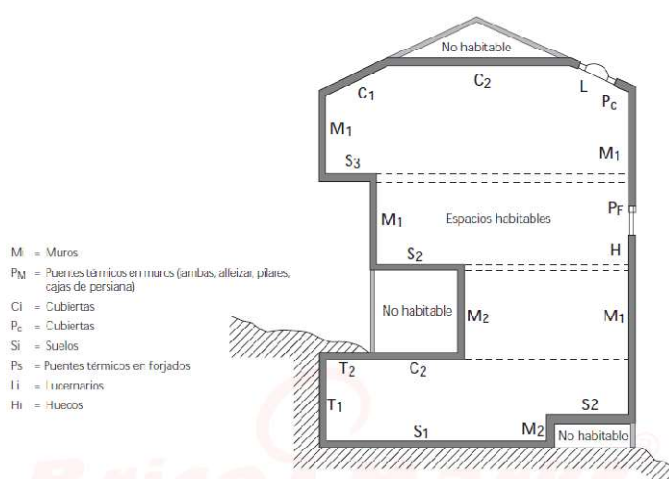 No habitable
C1
C2
L
Pc
M1
M1
S3
M1
Espacios habitables
PF
S2
H
No habitable
M2
M1
T2
C2
T1
S2
S1
M2
No habitable
Mi = Muros
PM = Puentes térmicos en muros (jambas, alfeizar, pilares,
cajas de persiana)
Ci = Cubiertas
Pc = Cubiertas
Si = Suelos
Ps = Puentes térmicos en forjados
Li = Lucernarios
Hi = Huecos